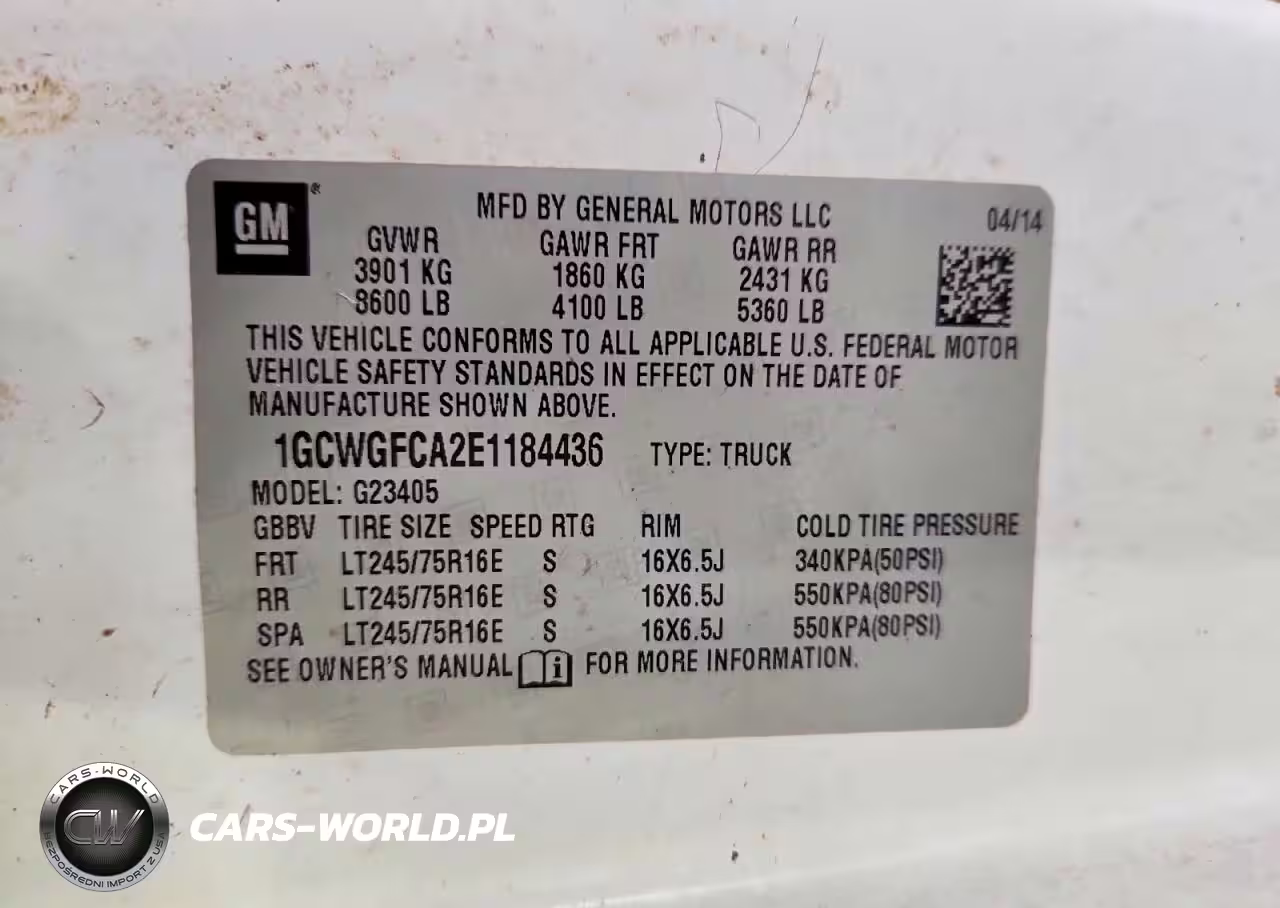 GM®
MFD BY GENERAL MOTORS LLC
04/14
GVWR GAWR FRT GAWR RR
3901 KG 1860 KG 2431 KG
8600 LB 4100 LB 5360 LB
THIS VEHICLE CONFORMS TO ALL APPLICABLE U.S. FEDERAL MOTOR
VEHICLE SAFETY STANDARDS IN EFFECT ON THE DATE OF
MANUFACTURE SHOWN ABOVE.
1GCWGFCA2E1184436 TYPE: TRUCK
MODEL: G23405
GBBV TIRE SIZE SPEED RTG RIM COLD TIRE PRESSURE
FRT LT245/75R16E S 16X6.5J 340KPA(50PSI)
RR LT245/75R16E S 16X6.5J 550KPA(80PSI)
SPA LT245/75R16E S 16X6.5J 550KPA(80PSI)
SEE OWNER'S MANUAL i FOR MORE INFORMATION.
CARS-WORLD
CW
BEZPOŚREDNI IMPORT Z USA
CARS-WORLD.PL